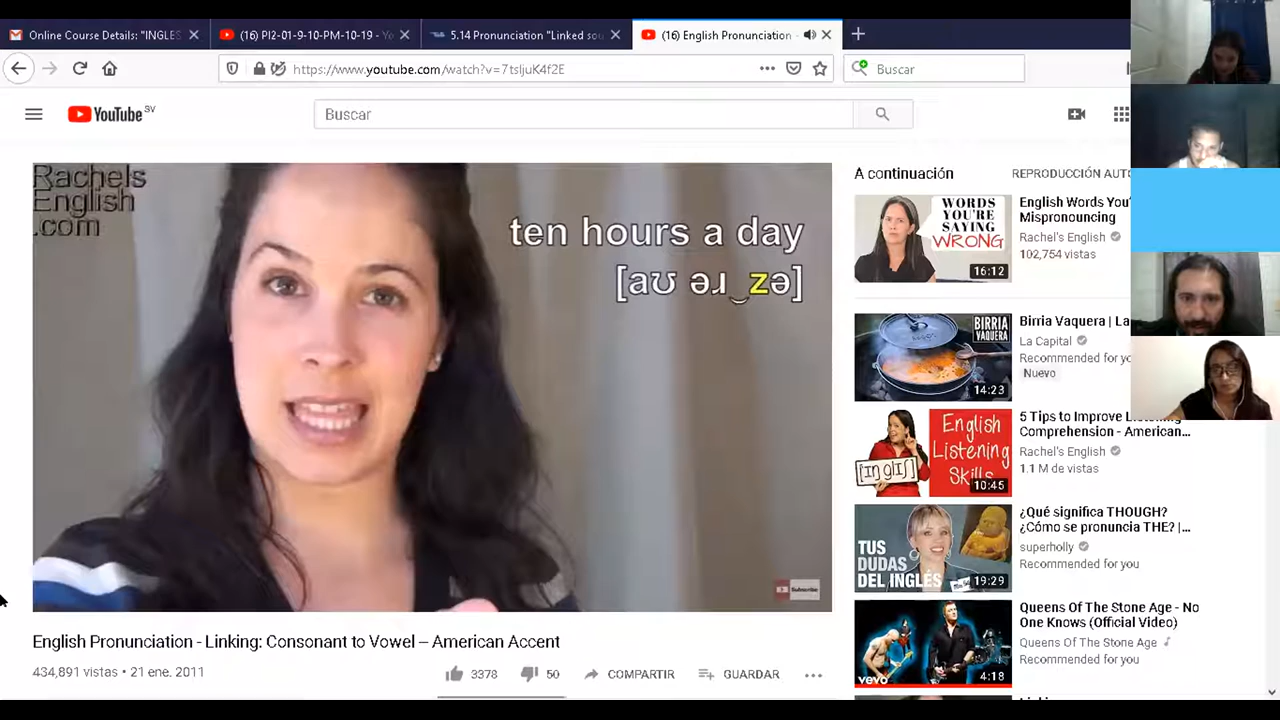 Online Course Details: "INGLES
(16) PI2-01-9-10-PM-10-19 - Yo
5.14 Pronunciation "Linked sou
(16) English Pronunciation -
https://www.youtube.com/watch?v=7tsljuK4f2E
Buscar
YouTube SV
Buscar
Rachels
English
.com
ten hours a day
[aʊ əɹ‿zə]
Subscribe
English Pronunciation - Linking: Consonant to Vowel – American Accent
434,891 vistas • 21 ene. 2011
3378
50
COMPARTIR
GUARDAR
A continuación
REPRODUCCIÓN AUTO
WORDS
YOU'RE
SAYING
WRONG
16:12
English Words You'
Mispronouncing
Rachel's English
102,754 vistas
BIRRIA
VAQUERA
14:23
Birria Vaquera | La
La Capital
Recommended for yo
Nuevo
English
Listening
Skills
[ɪŋglɪʃ]
10:45
5 Tips to Improve L
Comprehension - American...
Rachel's English
1.1 M de vistas
TUS
DUDAS
DEL INGLÉS
19:29
¿Qué significa THOUGH?
¿Cómo se pronuncia THE? |...
superholly
Recommended for you
vevo
4:18
Queens Of The Stone Age - No
One Knows (Official Video)
Queens Of The Stone Age
Recommended for you